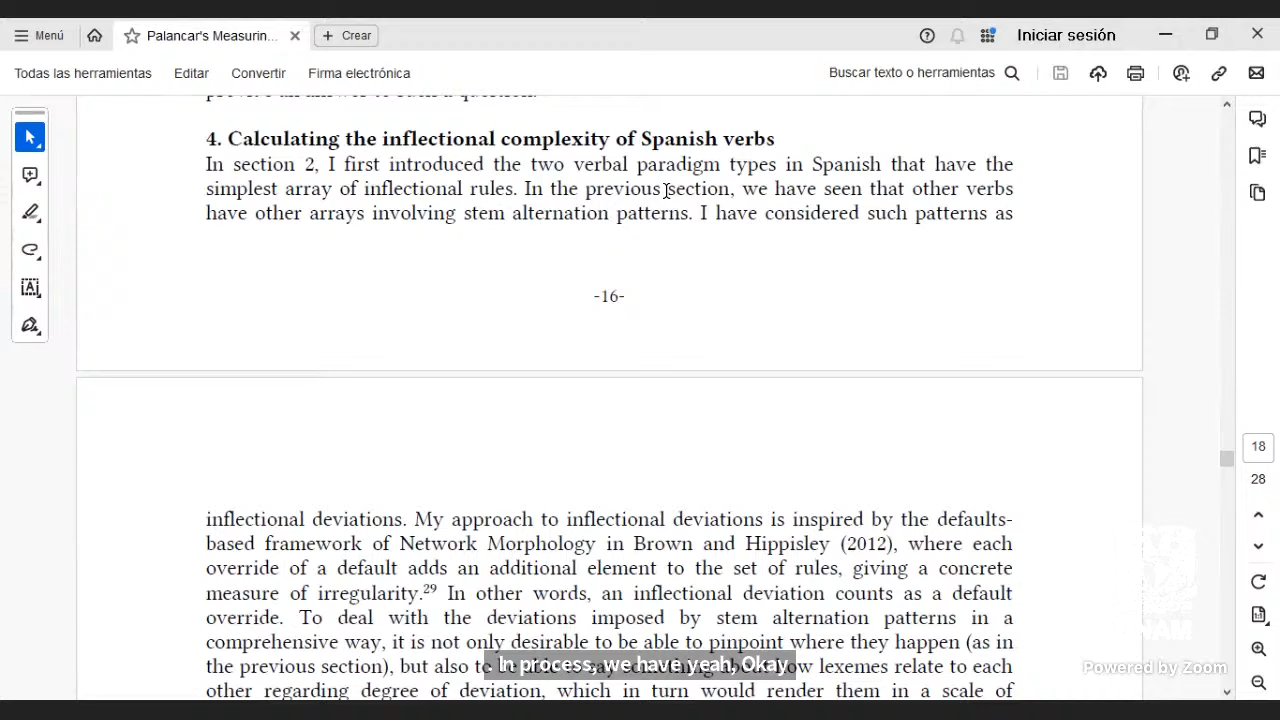 Menú
Palancar's Measurin...
Crear
Iniciar sesión
Todas las herramientas
Editar
Convertir
Firma electrónica
Buscar texto o herramientas
4. Calculating the inflectional complexity of Spanish verbs
In section 2, I first introduced the two verbal paradigm types in Spanish that have the
simplest array of inflectional rules. In the previous section, we have seen that other verbs
have other arrays involving stem alternation patterns. I have considered such patterns as
-16-
inflectional deviations. My approach to inflectional deviations is inspired by the defaults-
based framework of Network Morphology in Brown and Hippisley (2012), where each
override of a default adds an additional element to the set of rules, giving a concrete
measure of irregularity.29 In other words, an inflectional deviation counts as a default
override. To deal with the deviations imposed by stem alternation patterns in a
comprehensive way, it is not only desirable to be able to pinpoint where they happen (as in
the previous section), but also to
how lexemes relate to each
other regarding degree of deviation, which in turn would render them in a scale of
In process, we have yeah, Okay
18
28
UNAM
Powered by Zoom